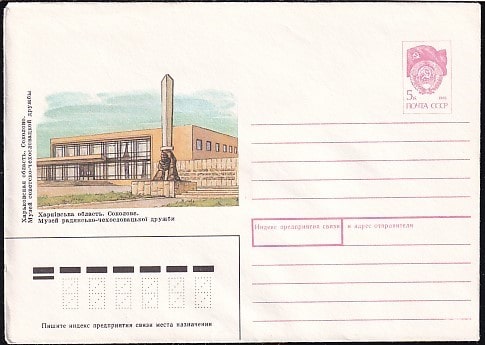 Харьковская область. Соколово.
Музей советско-чехословацкой дружбы
Харківська область. Соколове.
Музей радянсько-чехословацької дружби
5к
ПОЧТА СССР
Индекс предприятия связи и адрес отправителя
Пишите индекс предприятия связи места назначения